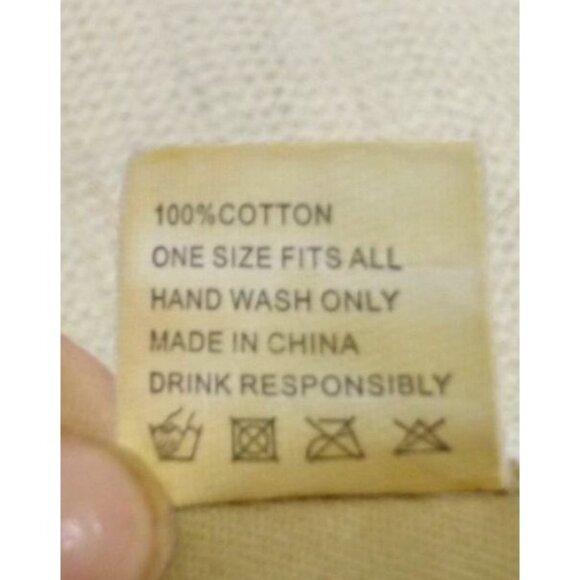 100%COTTON
ONE SIZE FITS ALL
HAND WASH ONLY
MADE IN CHINA
DRINK RESPONSIBLY